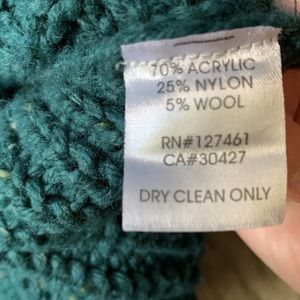 70% ACRYLIC
25% NYLON
5% WOOL
RN#127461
CA#30427
DRY CLEAN ONLY